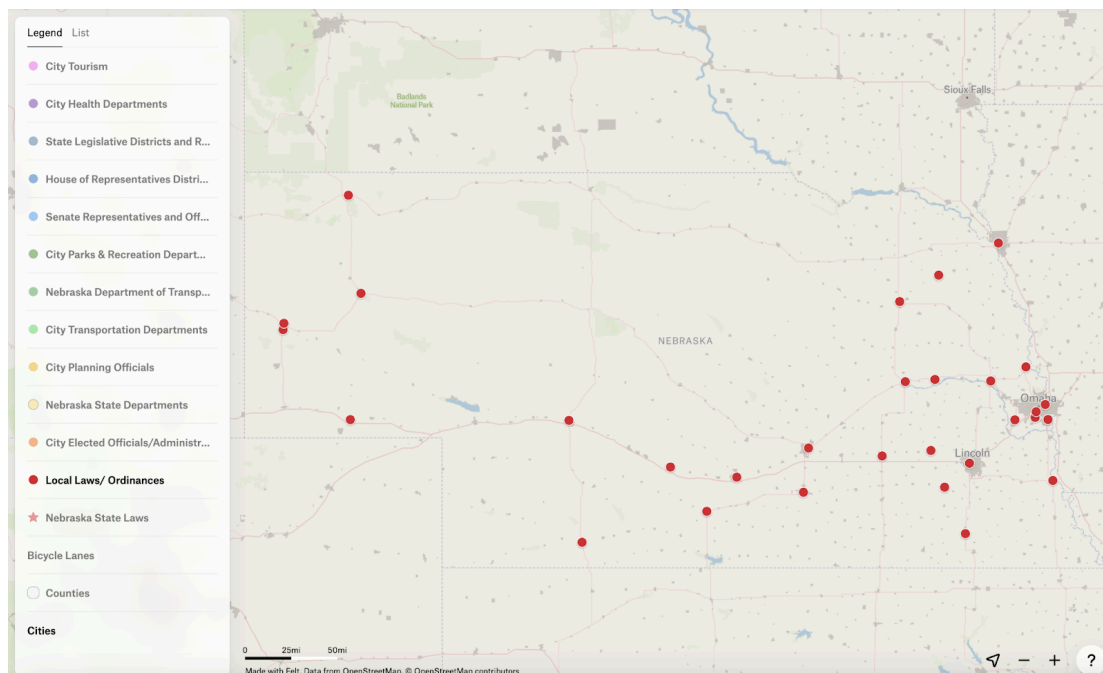 Legend List
City Tourism
City Health Departments
State Legislative Districts and R...
House of Representatives Distri...
Senate Representatives and Off...
City Parks & Recreation Depart...
Nebraska Department of Transp...
City Transportation Departments
City Planning Officials
Nebraska State Departments
City Elected Officials/Administr...
Local Laws/ Ordinances
Nebraska State Laws
Bicycle Lanes
Counties
Cities
Badlands
National Park
Sioux Falls
NEBRASKA
Omaha
Lincoln
0 25mi 50mi
Made with Felt. Data from OpenStreetMap, © OpenStreetMap contributors
?